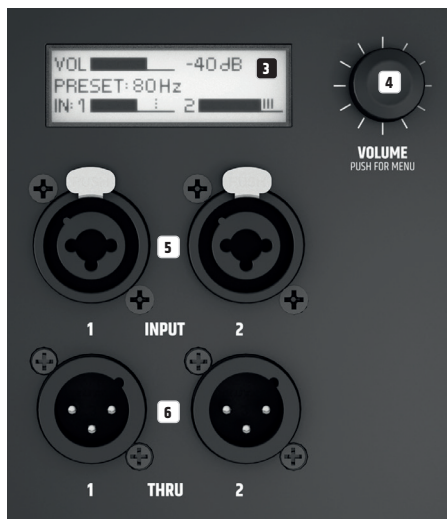 VOL -40dB 3
PRESET: 80Hz
IN: 1 2
4
VOLUME
PUSH FOR MENU
5
1 INPUT 2
6
1 THRU 2